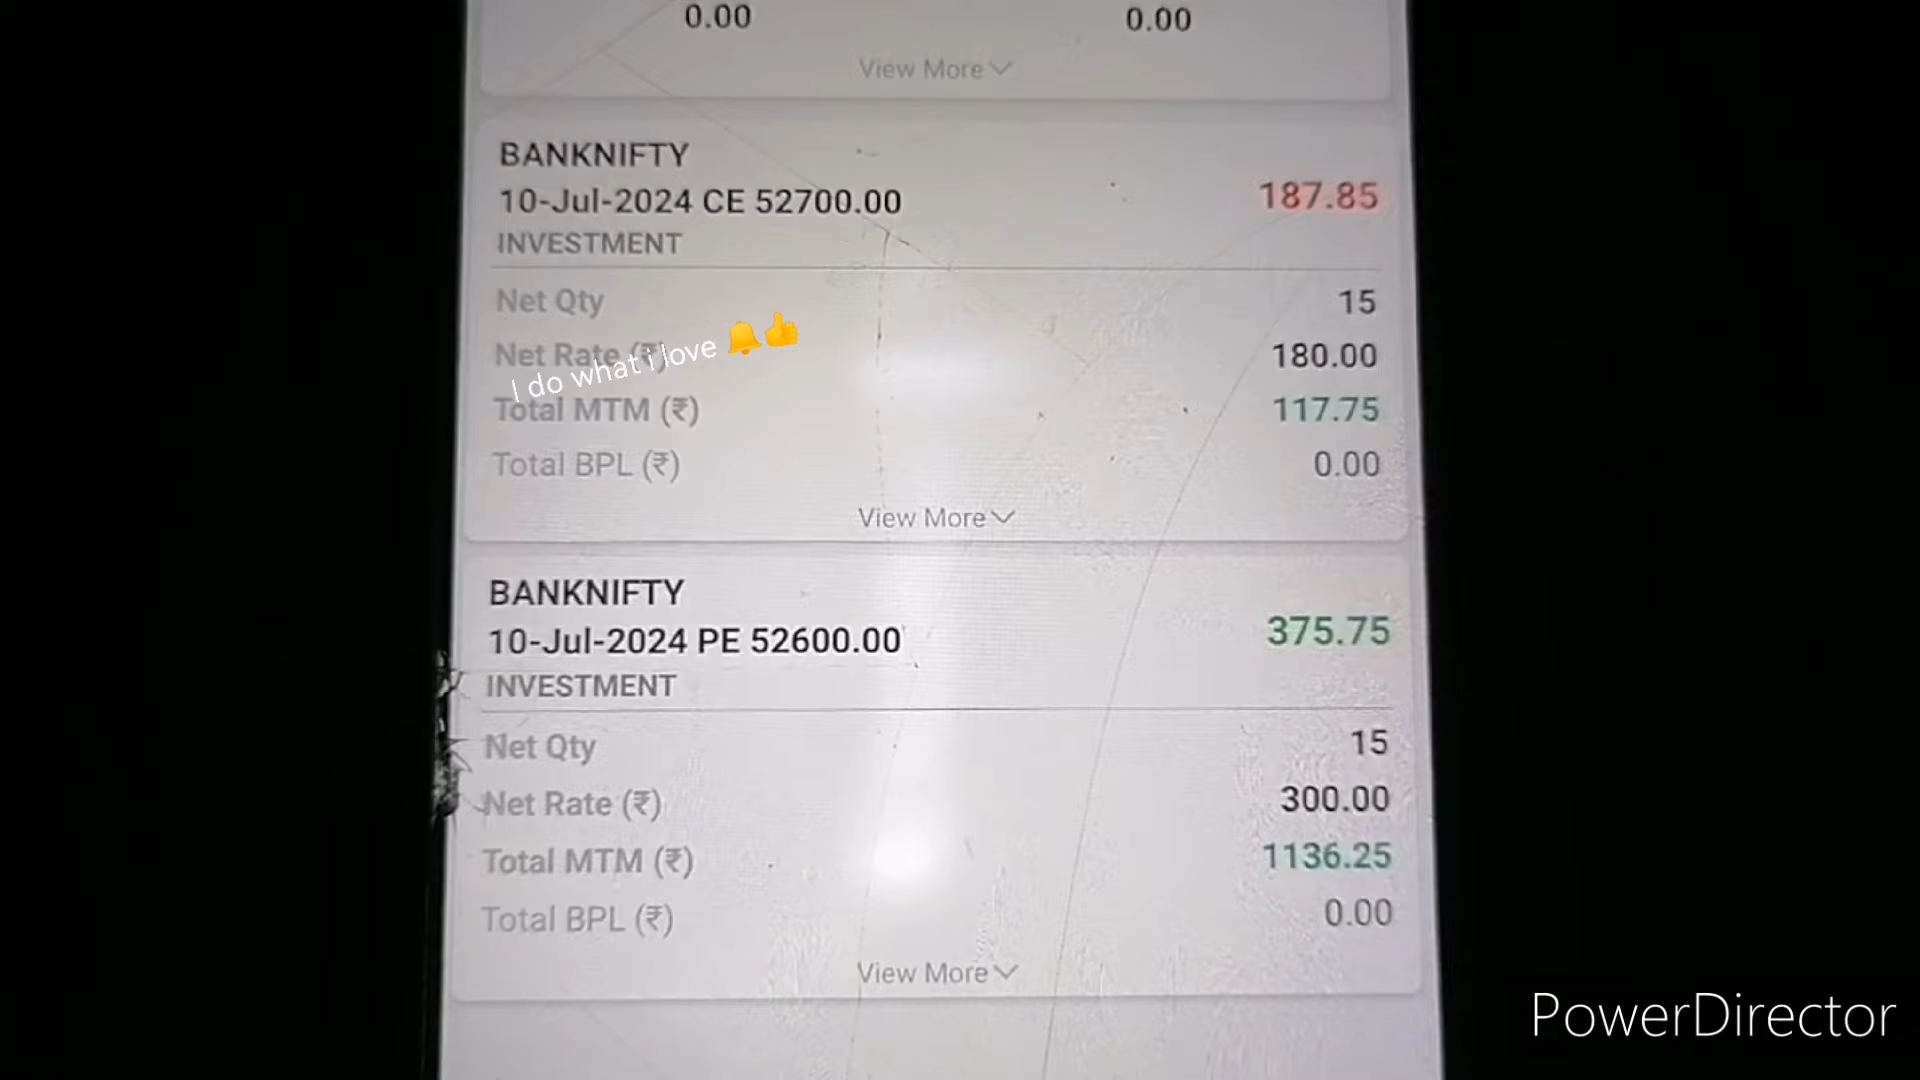 0.00 0.00
View More
BANKNIFTY
10-Jul-2024 CE 52700.00 187.85
INVESTMENT
Net Qty 15
Net Rate (₹) 180.00
I do what i love 🔔👍
Total MTM (₹) 117.75
Total BPL (₹) 0.00
View More
BANKNIFTY
10-Jul-2024 PE 52600.00 375.75
INVESTMENT
Net Qty 15
Net Rate (₹) 300.00
Total MTM (₹) 1136.25
Total BPL (₹) 0.00
View More
PowerDirector